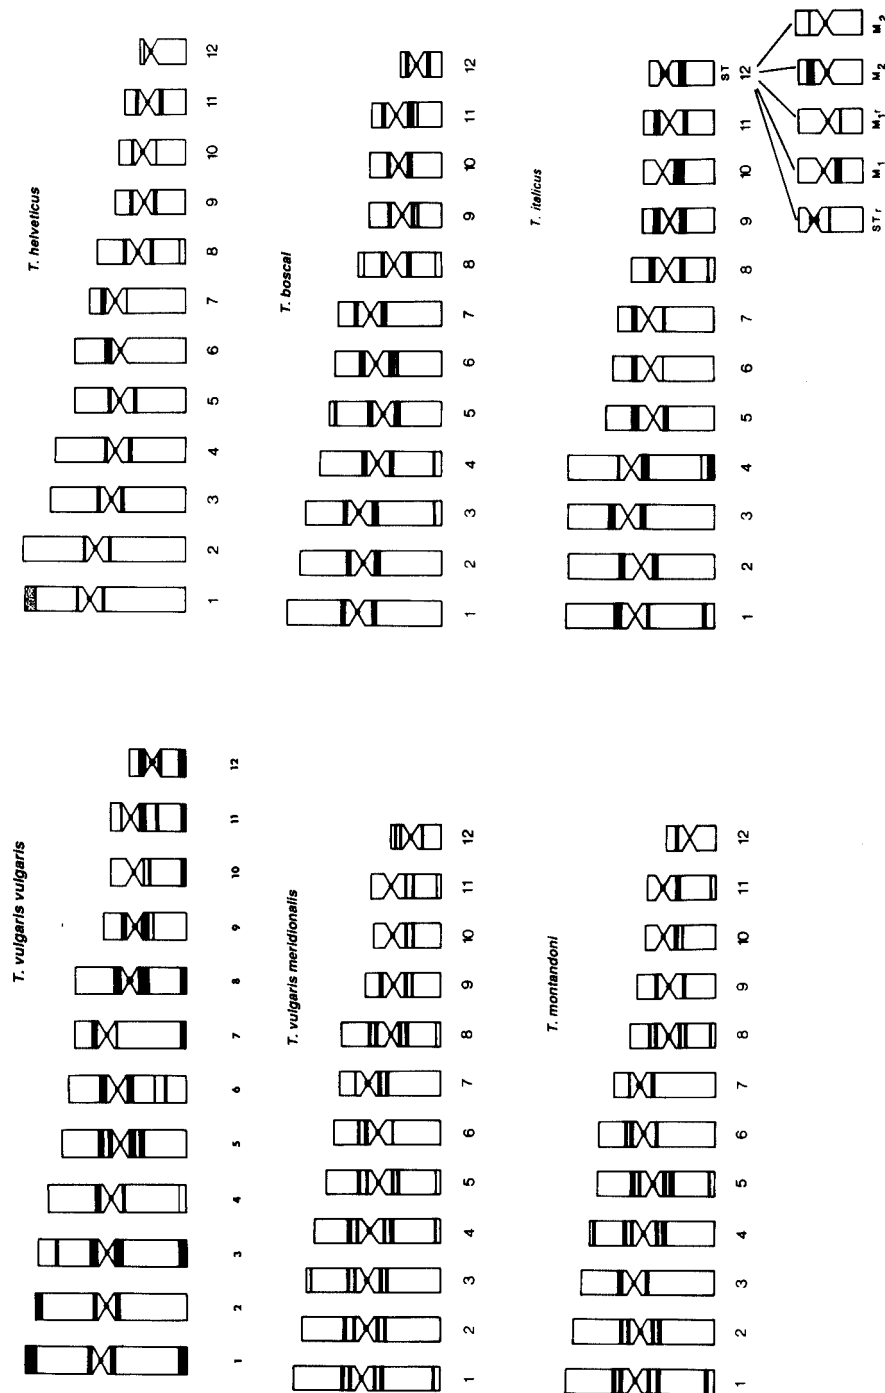 T. vulgaris vulgaris
1 2 3 4 5 6 7 8 9 10 11 12
T. helveticus
1 2 3 4 5 6 7 8 9 10 11 12
T. vulgaris meridionalis
1 2 3 4 5 6 7 8 9 10 11 12
T. boscai
1 2 3 4 5 6 7 8 9 10 11 12
T. montandoni
1 2 3 4 5 6 7 8 9 10 11 12
T. italicus
1 2 3 4 5 6 7 8 9 10 11 12
ST
STr M1 M1r M2 M2